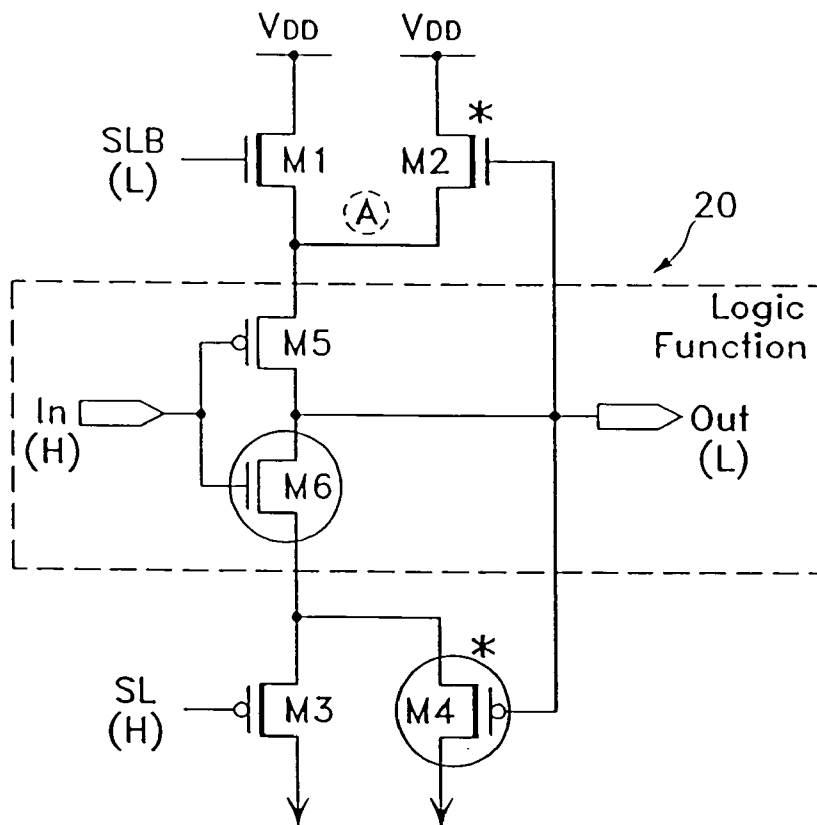 VDD VDD
SLB
(L)
M1
M2
*
A
20
Logic
Function
M5
In
(H)
Out
(L)
M6
*
SL
(H)
M3
M4